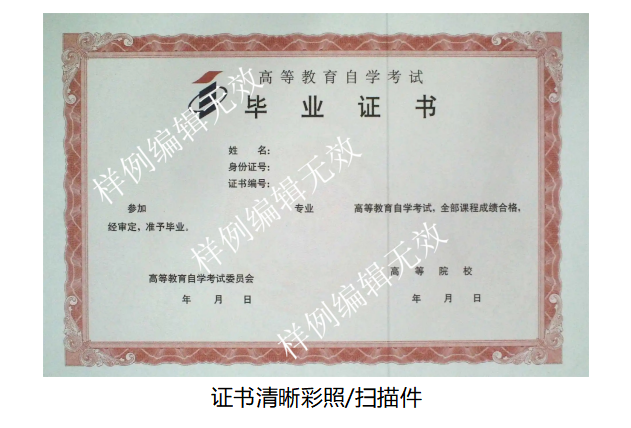 高等教育自学考试
毕业证书
姓 名:
身份证号:
证书编号:
参加 专业 高等教育自学考试，全部课程成绩合格，
经审定，准予毕业。
高等教育自学考试委员会 高等院校
年 月 日 年 月 日
样例编辑无效
样例编辑无效
样例编辑无效
证书清晰彩照/扫描件